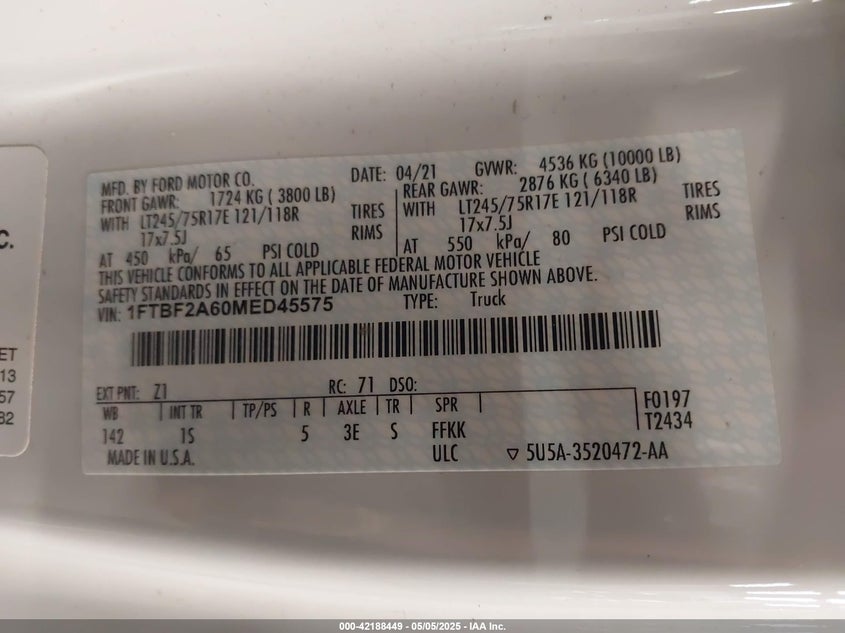 C.
ET
13
57
82
MFD. BY FORD MOTOR CO. DATE: 04/21 GVWR: 4536 KG (10000 LB)
FRONT GAWR: 1724 KG ( 3800 LB) REAR GAWR: 2876 KG ( 6340 LB)
WITH LT245/75R17E 121/118R TIRES WITH LT245/75R17E 121/118R TIRES
17x7.5J RIMS 17x7.5J RIMS
AT 450 kPa/ 65 PSI COLD AT 550 kPa/ 80 PSI COLD
THIS VEHICLE CONFORMS TO ALL APPLICABLE FEDERAL MOTOR VEHICLE
SAFETY STANDARDS IN EFFECT ON THE DATE OF MANUFACTURE SHOWN ABOVE.
VIN: 1FTBF2A60MED45575 TYPE: Truck
EXT PNT: Z1 RC: 71 DSO:
WB INT TR TP/PS R AXLE TR SPR F0197
142 1S 5 3E S FFKK T2434
MADE IN U.S.A. ULC ▽ 5U5A-3520472-AA
000-42188449 - 05/05/2025 - IAA Inc.